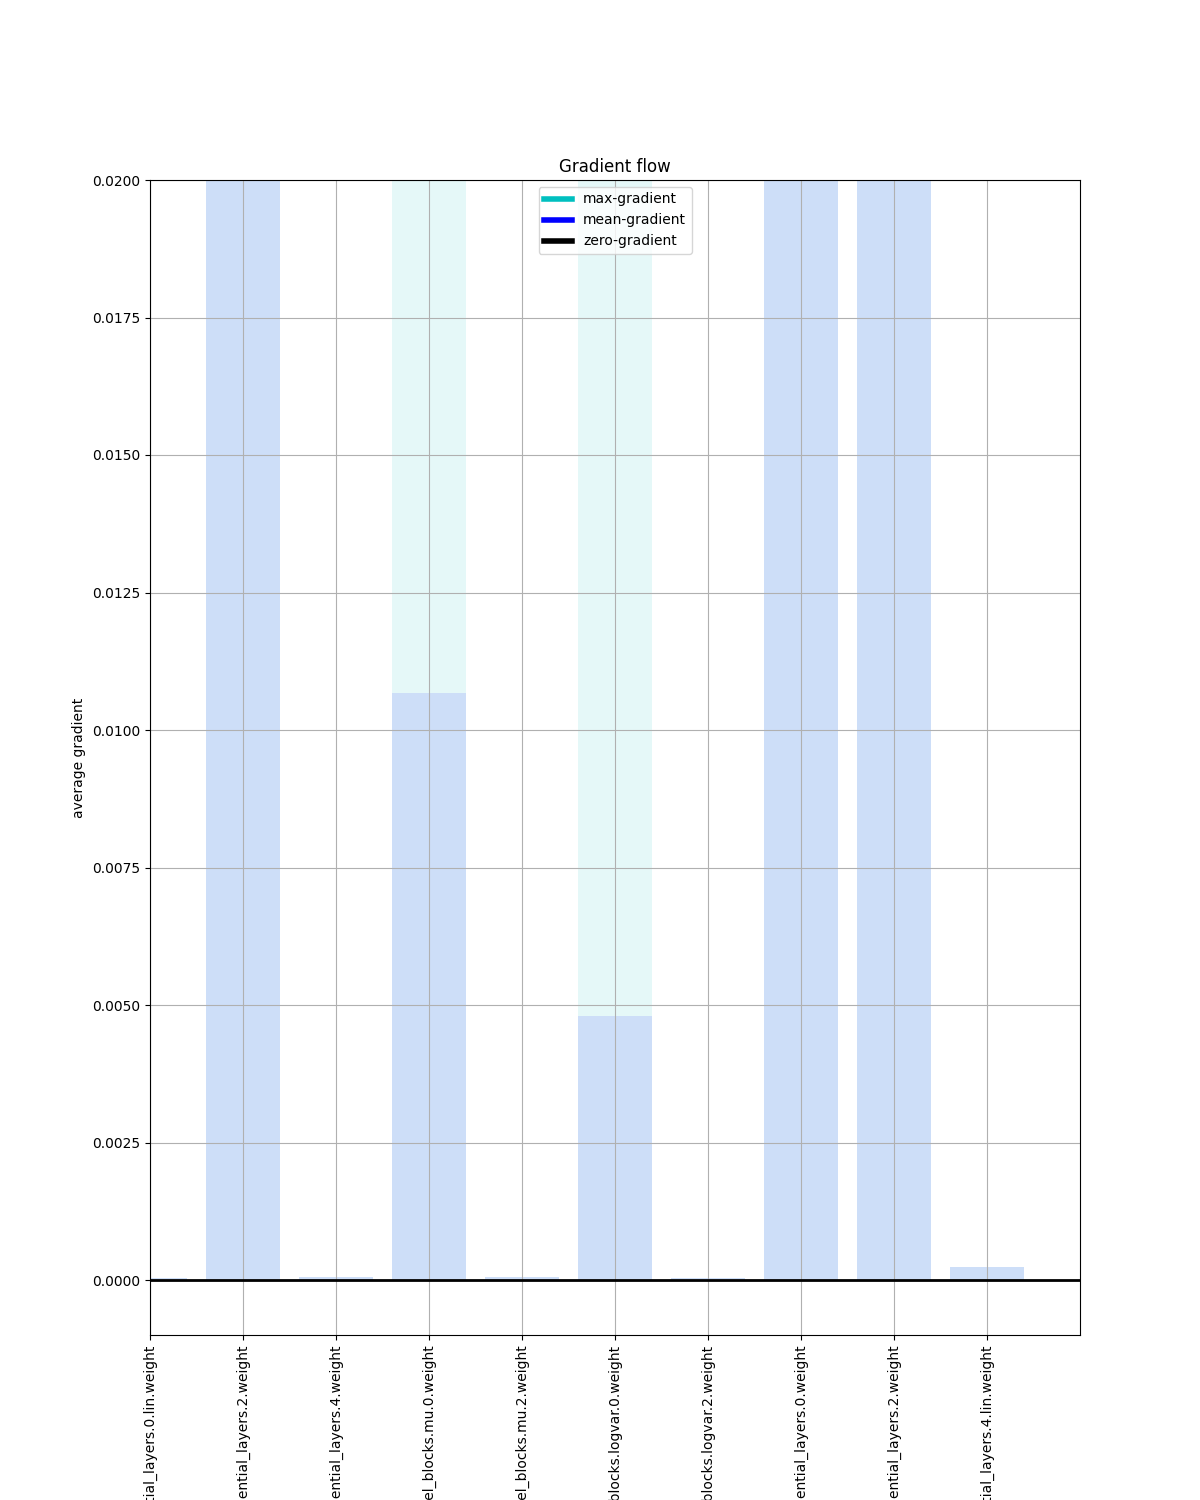 Gradient flow
max-gradient
mean-gradient
zero-gradient
0.0200
0.0175
0.0150
0.0125
0.0100
0.0075
0.0050
0.0025
0.0000
average gradient
tial_layers.0.lin.weight
ential_layers.2.weight
ential_layers.4.weight
el_blocks.mu.0.weight
el_blocks.mu.2.weight
blocks.logvar.0.weight
blocks.logvar.2.weight
ential_layers.0.weight
ential_layers.2.weight
tial_layers.4.lin.weight